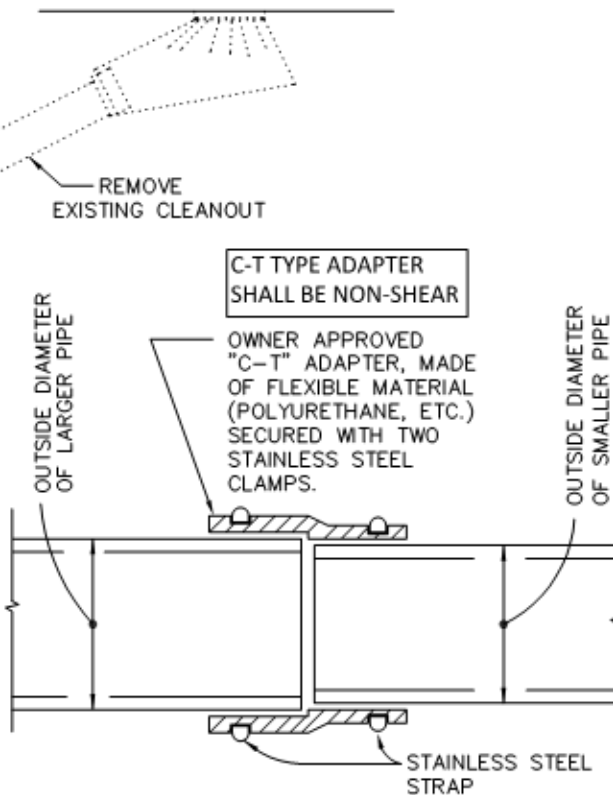 REMOVE
EXISTING CLEANOUT
C-T TYPE ADAPTER
SHALL BE NON-SHEAR
OUTSIDE DIAMETER
OF LARGER PIPE
OWNER APPROVED
"C-T" ADAPTER, MADE
OF FLEXIBLE MATERIAL
(POLYURETHANE, ETC.)
SECURED WITH TWO
STAINLESS STEEL
CLAMPS.
OUTSIDE DIAMETER
OF SMALLER PIPE
STAINLESS STEEL
STRAP